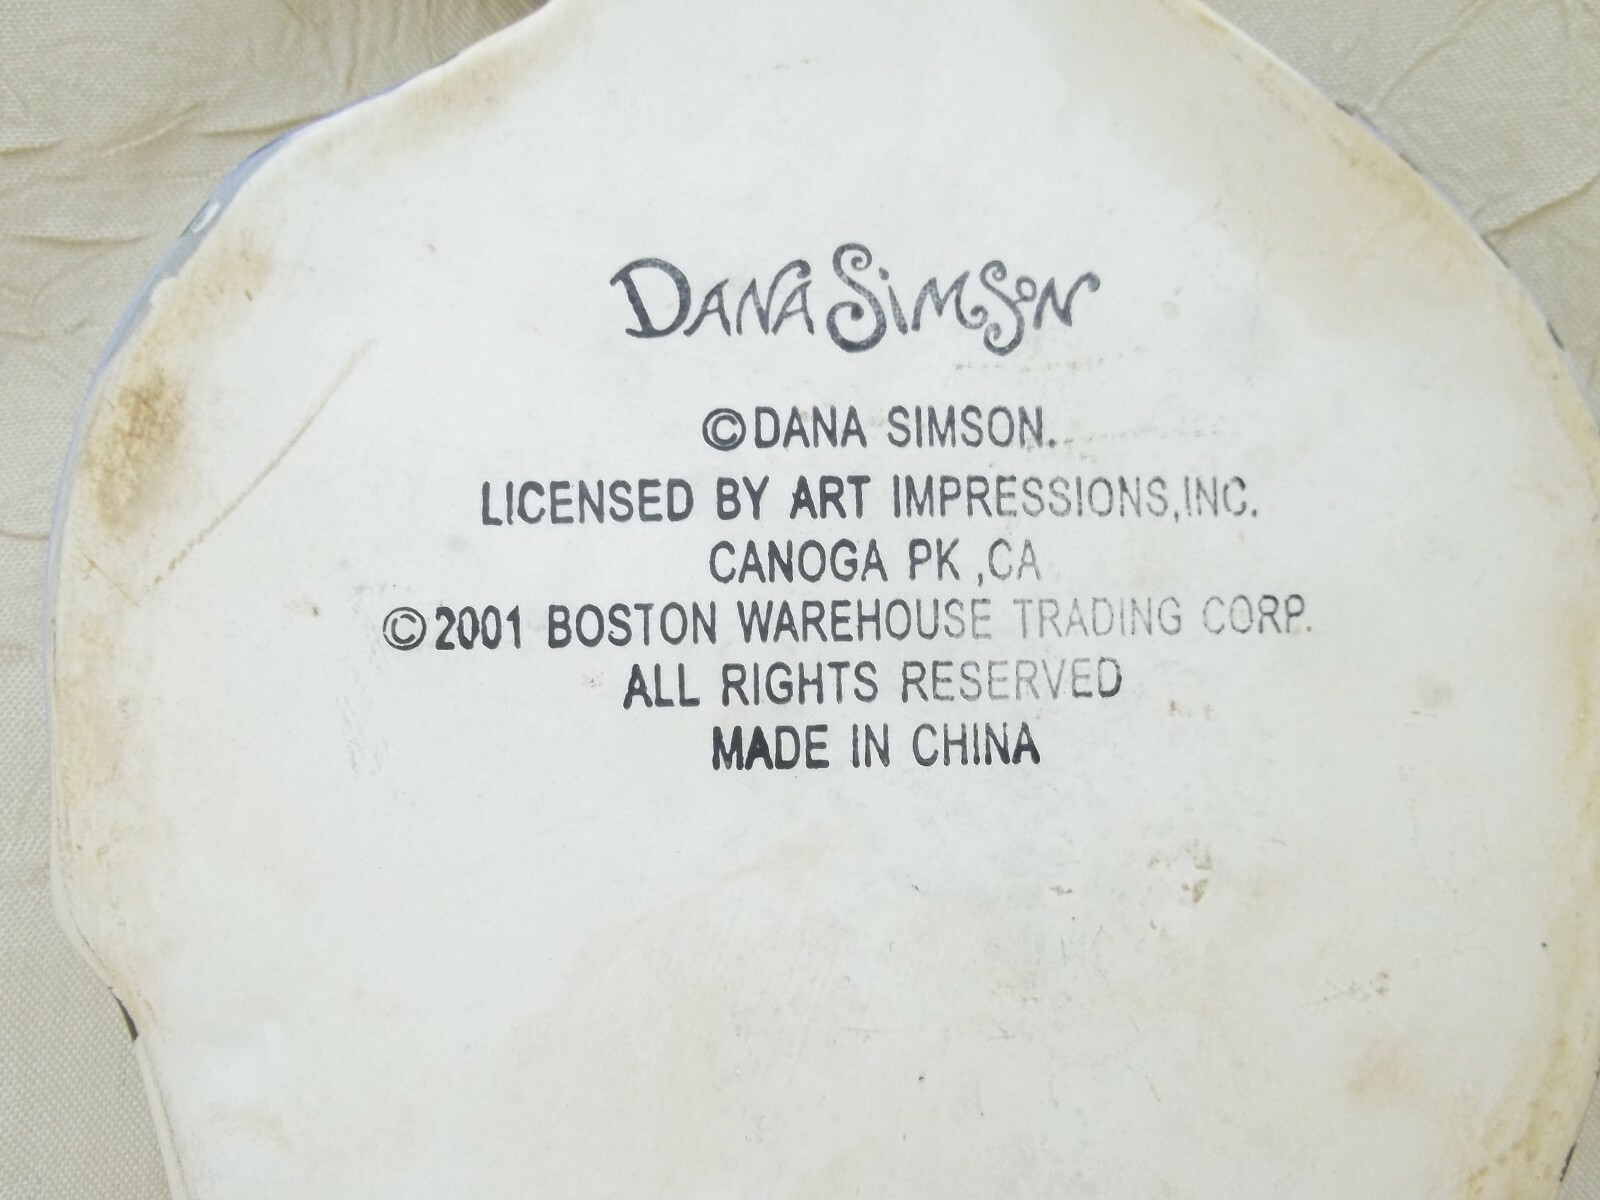 DANA SIMSON
©DANA SIMSON.
LICENSED BY ART IMPRESSIONS,INC.
CANOGA PK ,CA
©2001 BOSTON WAREHOUSE TRADING CORP.
ALL RIGHTS RESERVED
MADE IN CHINA